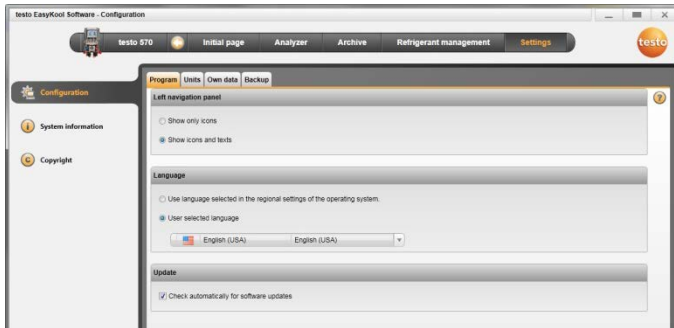 testo EasyKool Software - Configuration
testo 570 Initial page Analyzer Archive Refrigerant management Settings testo
Program Units Own data Backup
Configuration
System information
Copyright
Left navigation panel
Show only icons
Show icons and texts
Language
Use language selected in the regional settings of the operating system.
User selected language
English (USA) English (USA)
Update
Check automatically for software updates